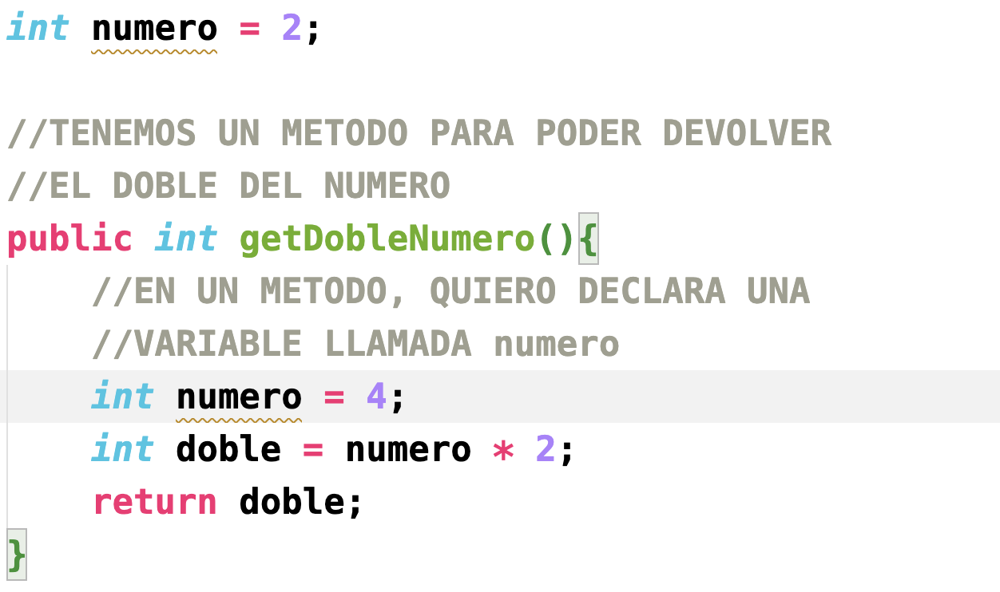 int numero = 2;
//TENEMOS UN METODO PARA PODER DEVOLVER
//EL DOBLE DEL NUMERO
public int getDobleNumero(){
//EN UN METODO, QUIERO DECLARA UNA
//VARIABLE LLAMADA numero
int numero = 4;
int doble = numero * 2;
return doble;
}